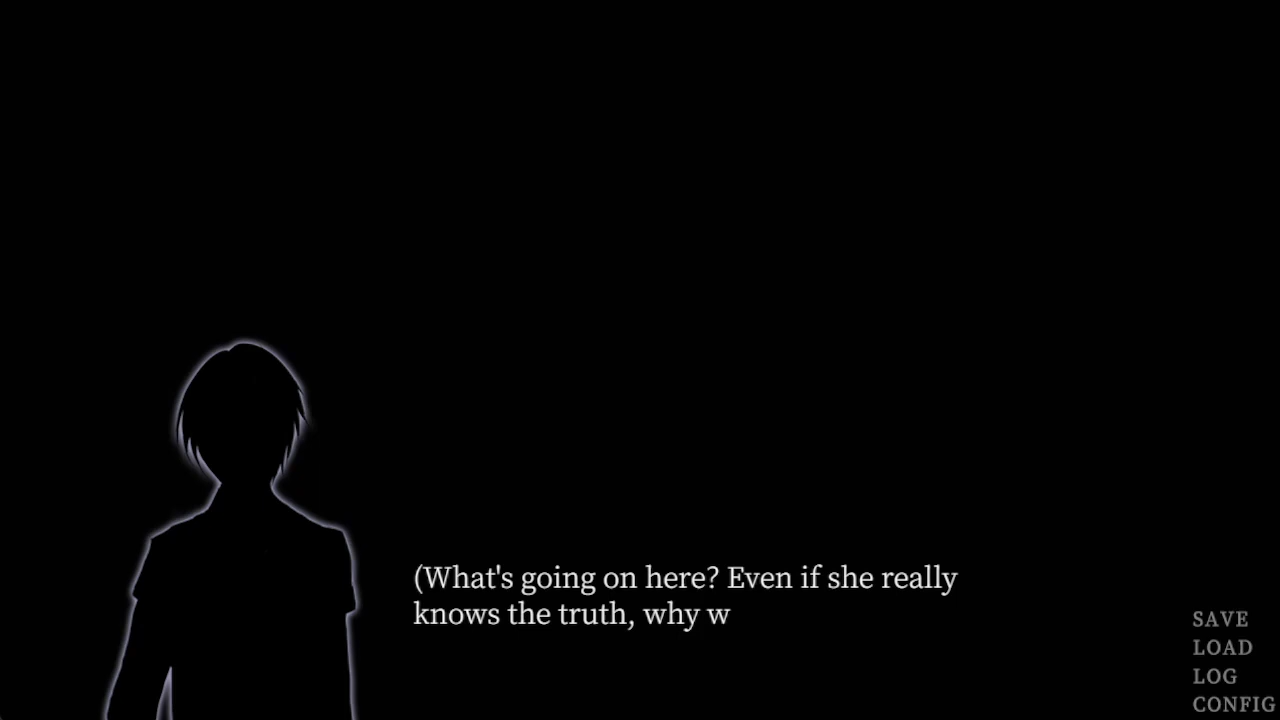 (What's going on here? Even if she really
knows the truth, why w
SAVE
LOAD
LOG
CONFIG